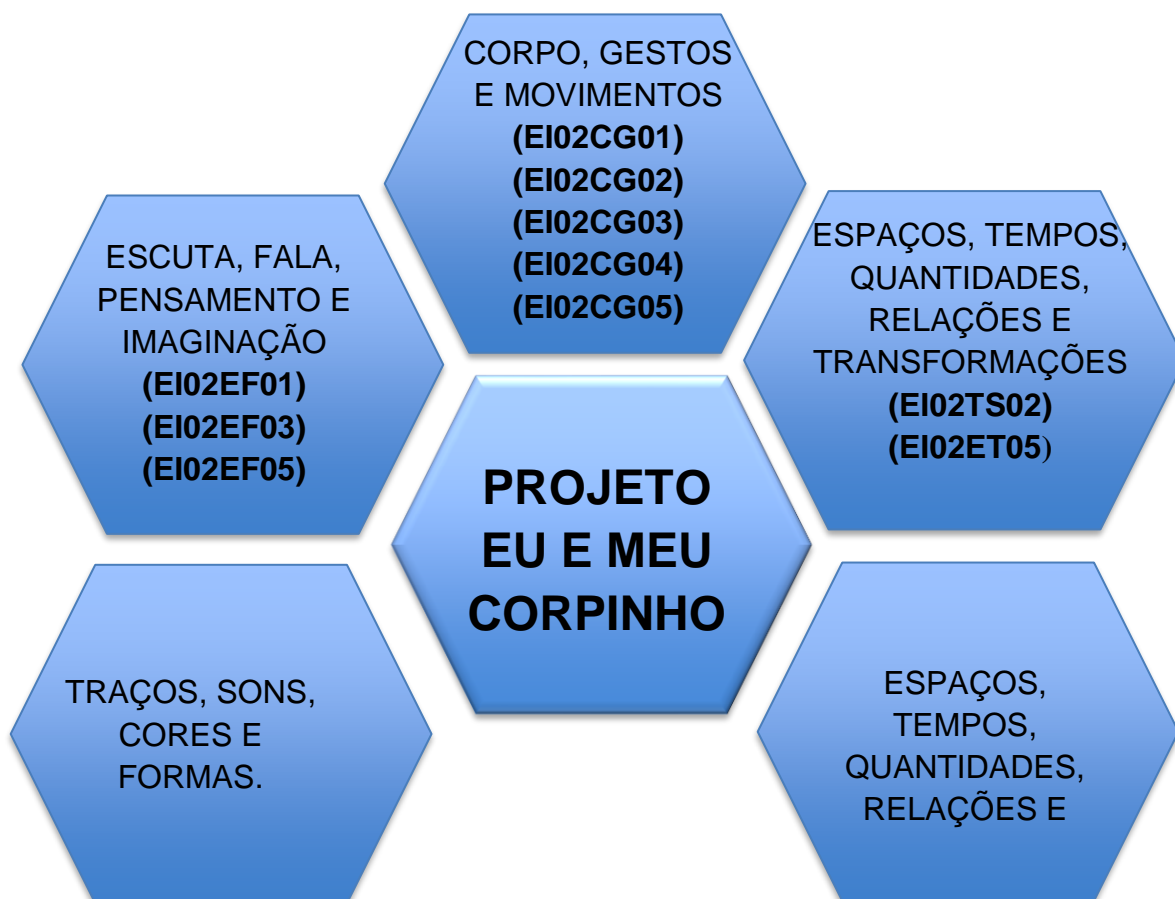 CORPO, GESTOS
E MOVIMENTOS
(EI02CG01)
(EI02CG02)
(EI02CG03)
(EI02CG04)
(EI02CG05)
ESCUTA, FALA,
PENSAMENTO E
IMAGINAÇÃO
(EI02EF01)
(EI02EF03)
(EI02EF05)
ESPAÇOS, TEMPOS,
QUANTIDADES,
RELAÇÕES E
TRANSFORMAÇÕES
(EI02TS02)
(EI02ET05)
PROJETO
EU E MEU
CORPINHO
TRAÇOS, SONS,
CORES E
FORMAS.
ESPAÇOS,
TEMPOS,
QUANTIDADES,
RELAÇÕES E